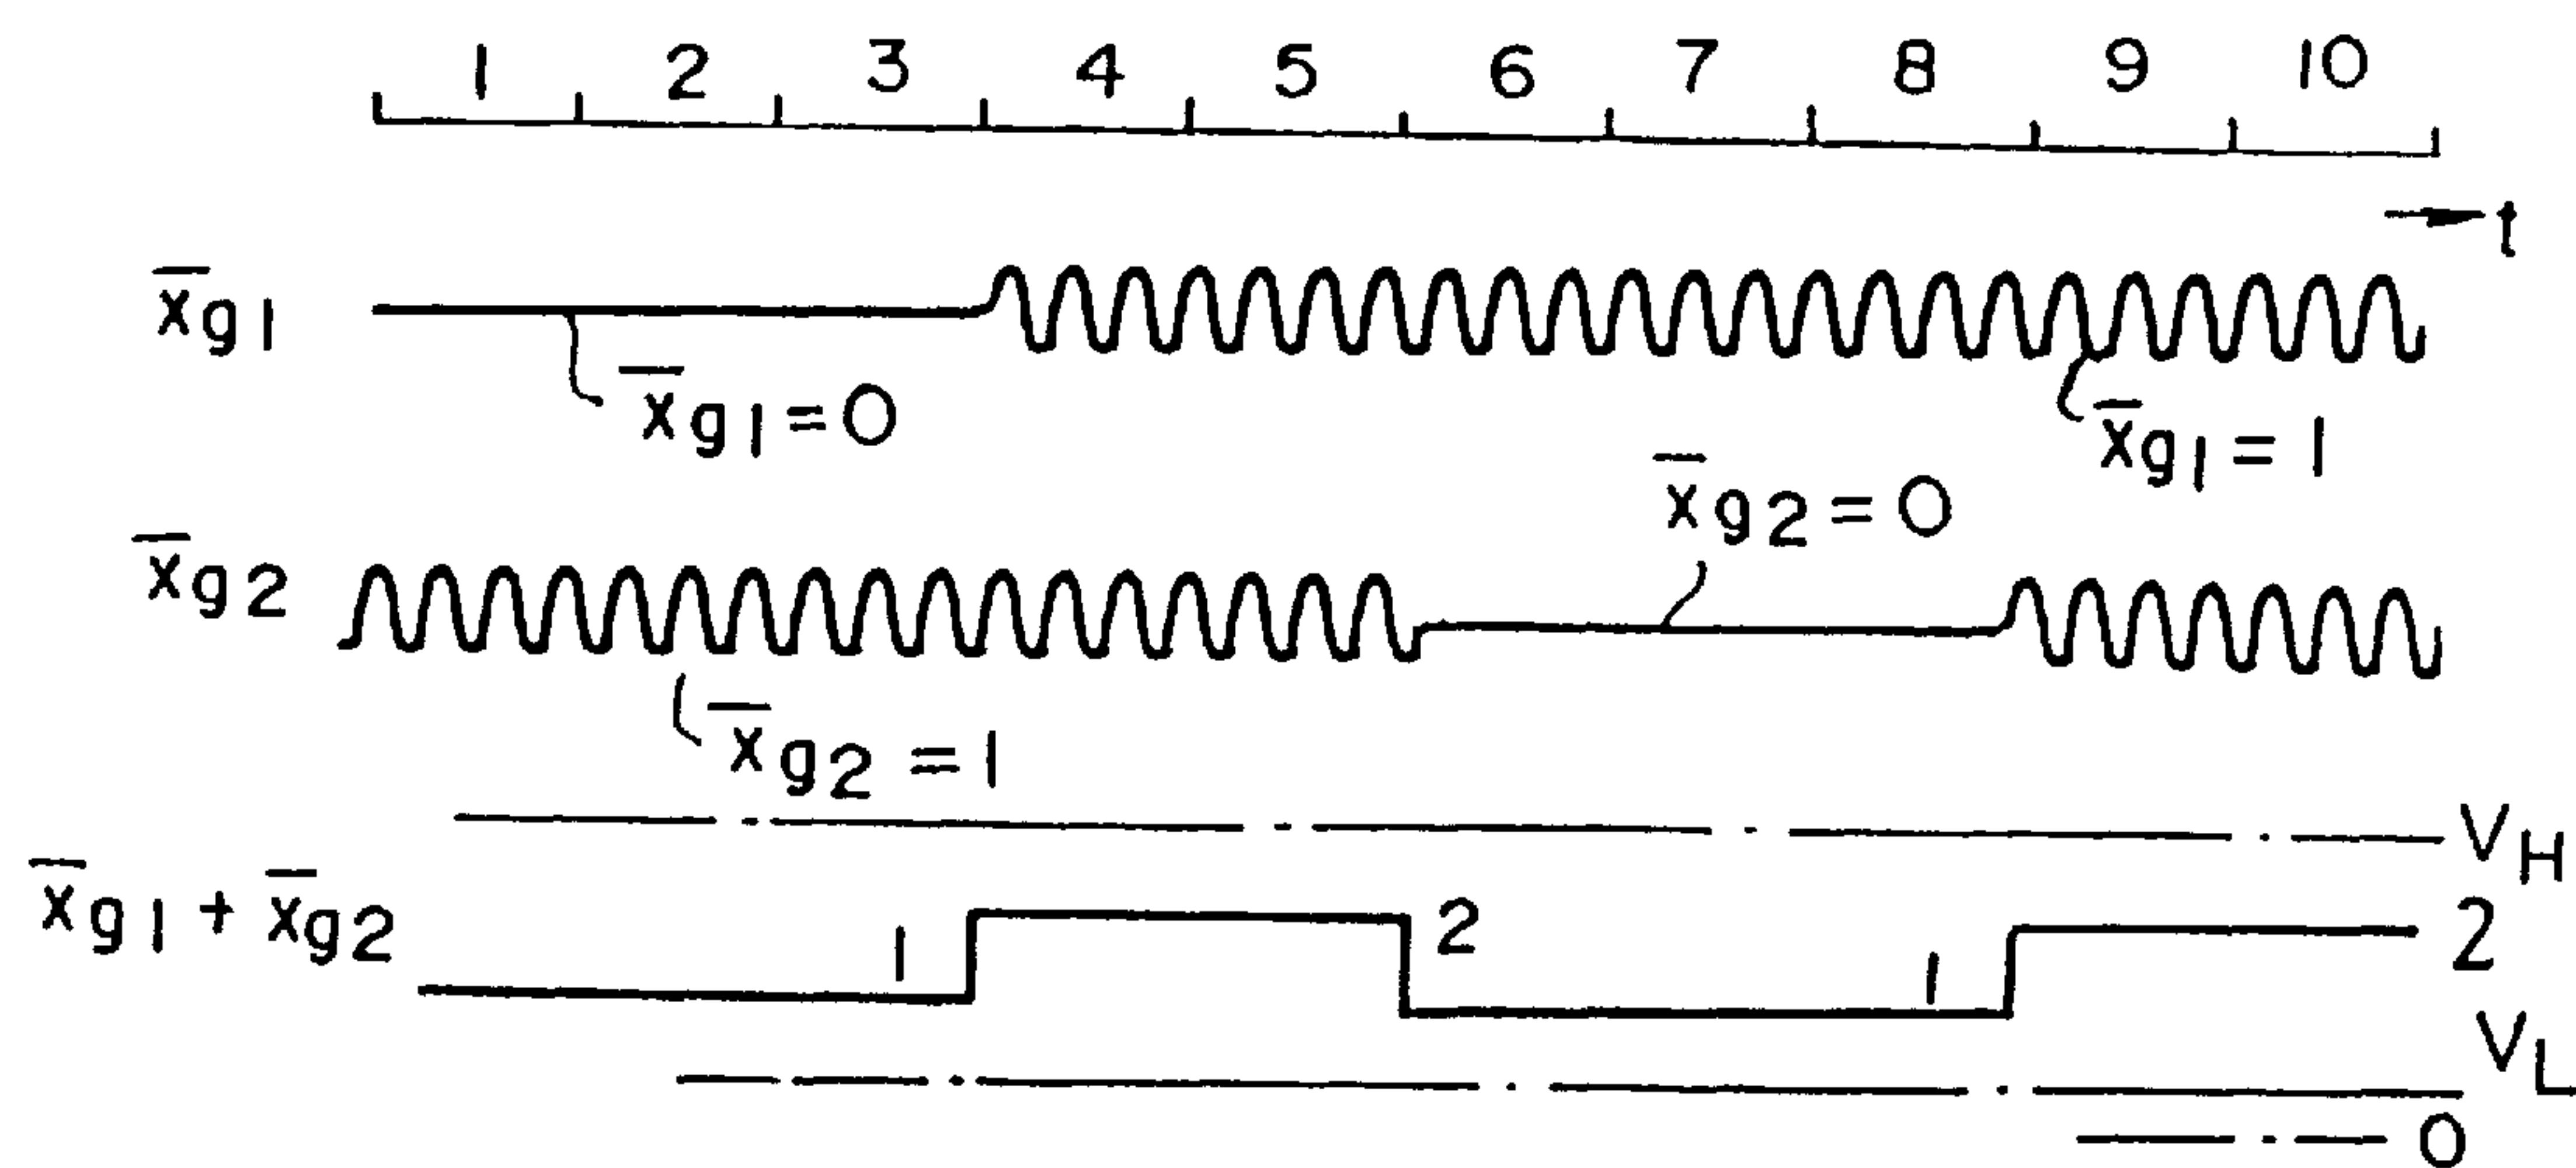 1 2 3 4 5 6 7 8 9 10
t
x̄g1
x̄g1 = 0
x̄g1 = 1
x̄g2 = 0
x̄g2
x̄g2 = 1
VH
x̄g1 + x̄g2
1 2 1 2
VL
0